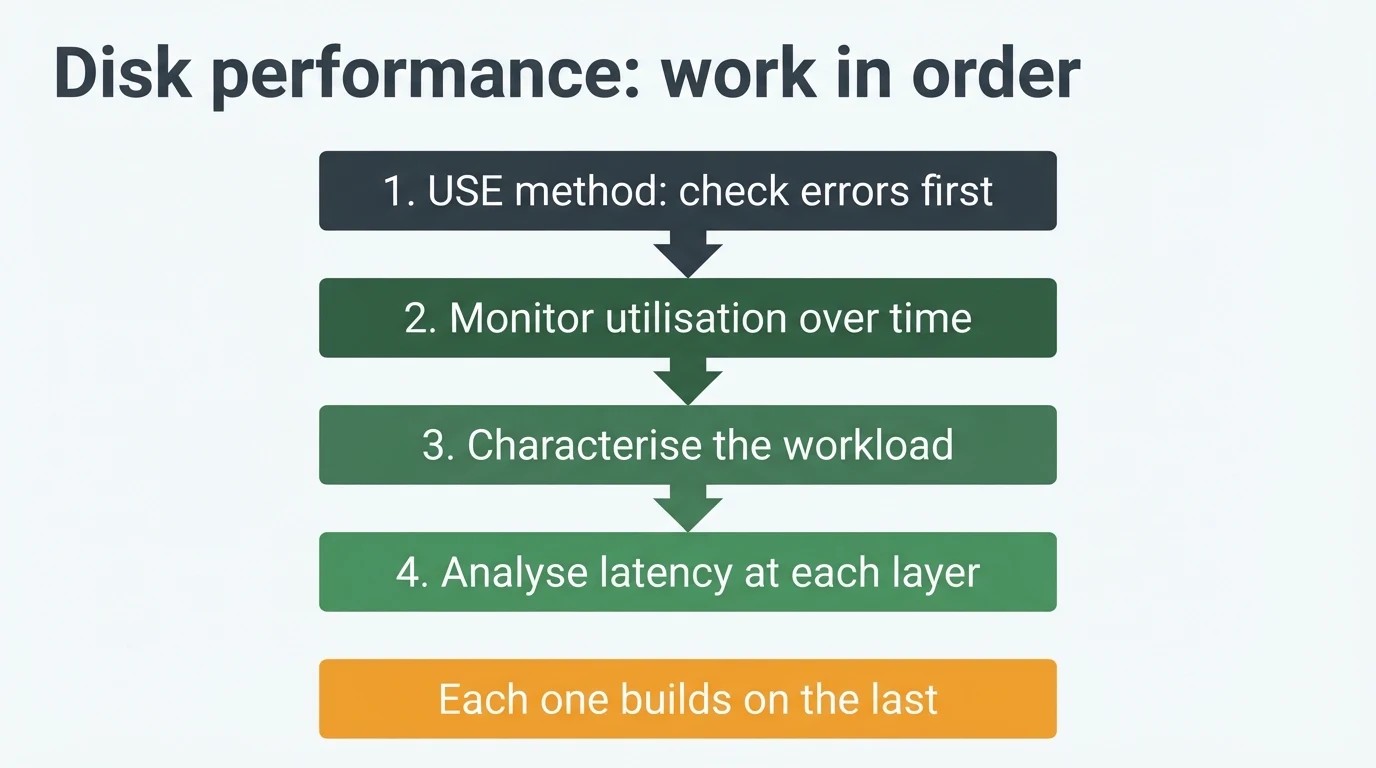 Disk performance: work in order
1. USE method: check errors first
2. Monitor utilisation over time
3. Characterise the workload
4. Analyse latency at each layer
Each one builds on the last